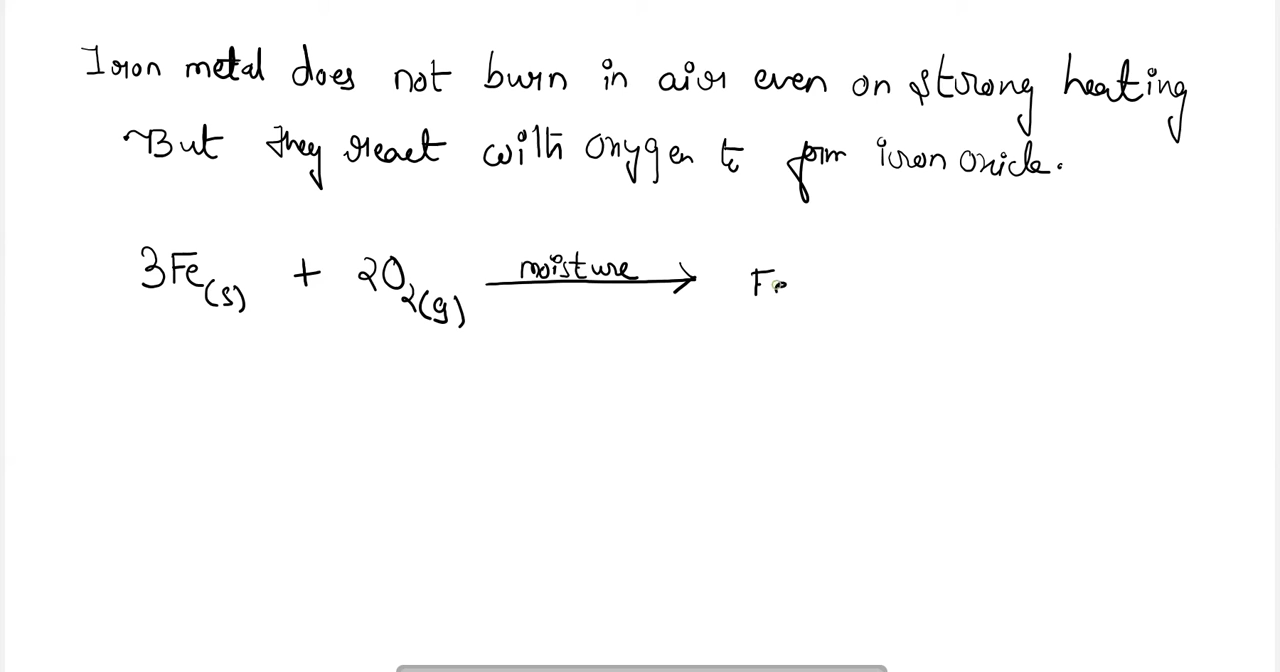 Iron metal does not burn in air even on strong heating
But they react with oxygen to form iron oxide.
3Fe(s) + 2O2(g) moisture → Fe